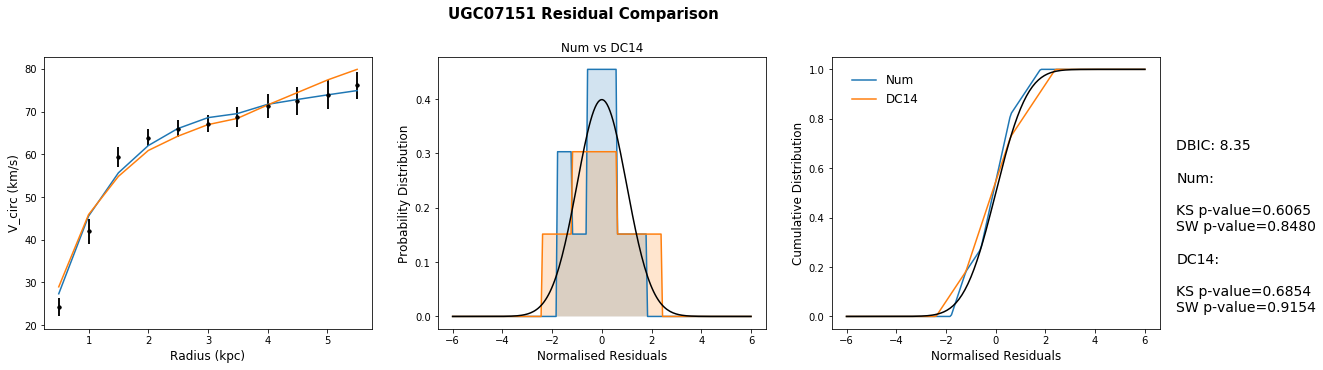 UGC07151 Residual Comparison
V_circ (km/s)
80
70
60
50
40
30
20
1
2
3
4
5
Radius (kpc)
Num vs DC14
Probability Distribution
0.4
0.3
0.2
0.1
0.0
−6
−4
−2
0
2
4
6
Normalised Residuals
Cumulative Distribution
1.0
0.8
0.6
0.4
0.2
0.0
Num
DC14
−6
−4
−2
0
2
4
6
Normalised Residuals
DBIC: 8.35
Num:
KS p-value=0.6065
SW p-value=0.8480
DC14:
KS p-value=0.6854
SW p-value=0.9154